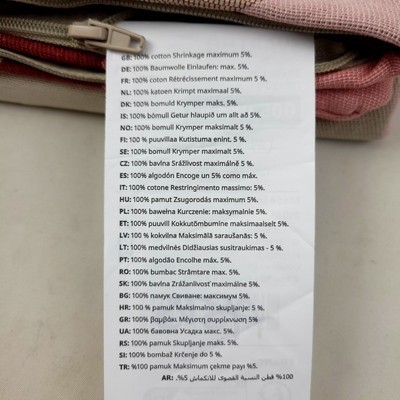 GB: 100% cotton Shrinkage maximum 5%.
DE: 100% Baumwolle Einlaufen: max. 5%.
FR: 100% coton Rétrécissement maximum 5 %.
NL: 100% katoen Krimpt maximaal 5%.
DK: 100% bomuld Krymper maks. 5%.
IS: 100% bómull Getur hlaupið um allt að 5%.
NO: 100% bomull Krymper maksimalt 5 %.
FI: 100 % puuvillaa Kutistuma enint. 5 %.
SE: 100% bomull Krymper maximalt 5%.
CZ: 100% bavlna Srážlivost maximálně 5 %.
ES: 100% algodón Encoge un 5% como máx.
IT: 100% cotone Restringimento massimo: 5%.
HU: 100% pamut Zsugorodás maximum 5%.
PL: 100% bawełna Kurczenie: maksymalnie 5%.
ET: 100% puuvill Kokkutõmbumine maksimaalselt 5%.
LV: 100 % kokvilna Maksimālā saraušanās: 5 %.
LT: 100% medvilnės Didžiausias susitraukimas - 5 %.
PT: 100% algodão Encolhe máx. 5%.
RO: 100% bumbac Strâmtare max. 5%.
SK: 100% bavlna Zrážanlivosť maximálne 5%.
BG: 100% памук Свиване: максимум 5%.
HR: 100 % pamuk Maksimalno skupljanje: 5 %.
GR: 100% βαμβάκι Μέγιστη συρρίκνωση 5%
UA: 100% бавовна Усадка макс. 5%.
RS: 100% pamuk Skupljanje maks. 5%.
SI: 100% bombaž Krčenje do 5 %.
TR: %100 pamuk Maksimum çekme payı %5.
AR: 100% قطن النسبة القصوى للانكماش 5%.